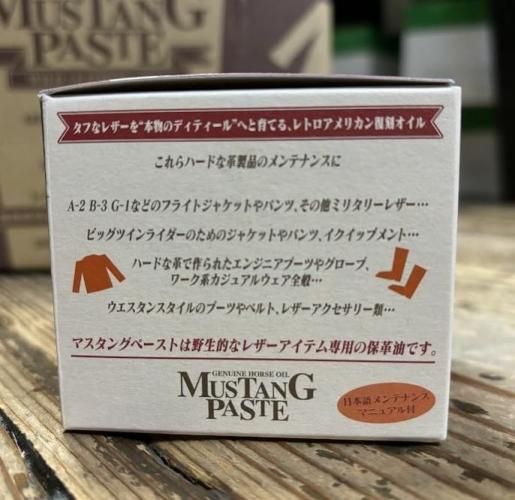 MUSTANG
PASTE
タフなレザーを“本物のディティール”へと育てる、レトロアメリカン復刻オイル
これらハードな革製品のメンテナンスに
A-2 B-3 G-1などのフライトジャケットやパンツ、その他ミリタリーレザー…
ビッグツインライダーのためのジャケットやパンツ、イクイップメント…
ハードな革で作られたエンジニアブーツやグローブ、
ワーク系カジュアルウェア全般…
ウエスタンスタイルのブーツやベルト、レザーアクセサリー類…
マスタングペーストは野生的なレザーアイテム専用の保革油です。
GENUINE HORSE OIL
MUSTANG
PASTE
日本語メンテナンス
マニュアル付